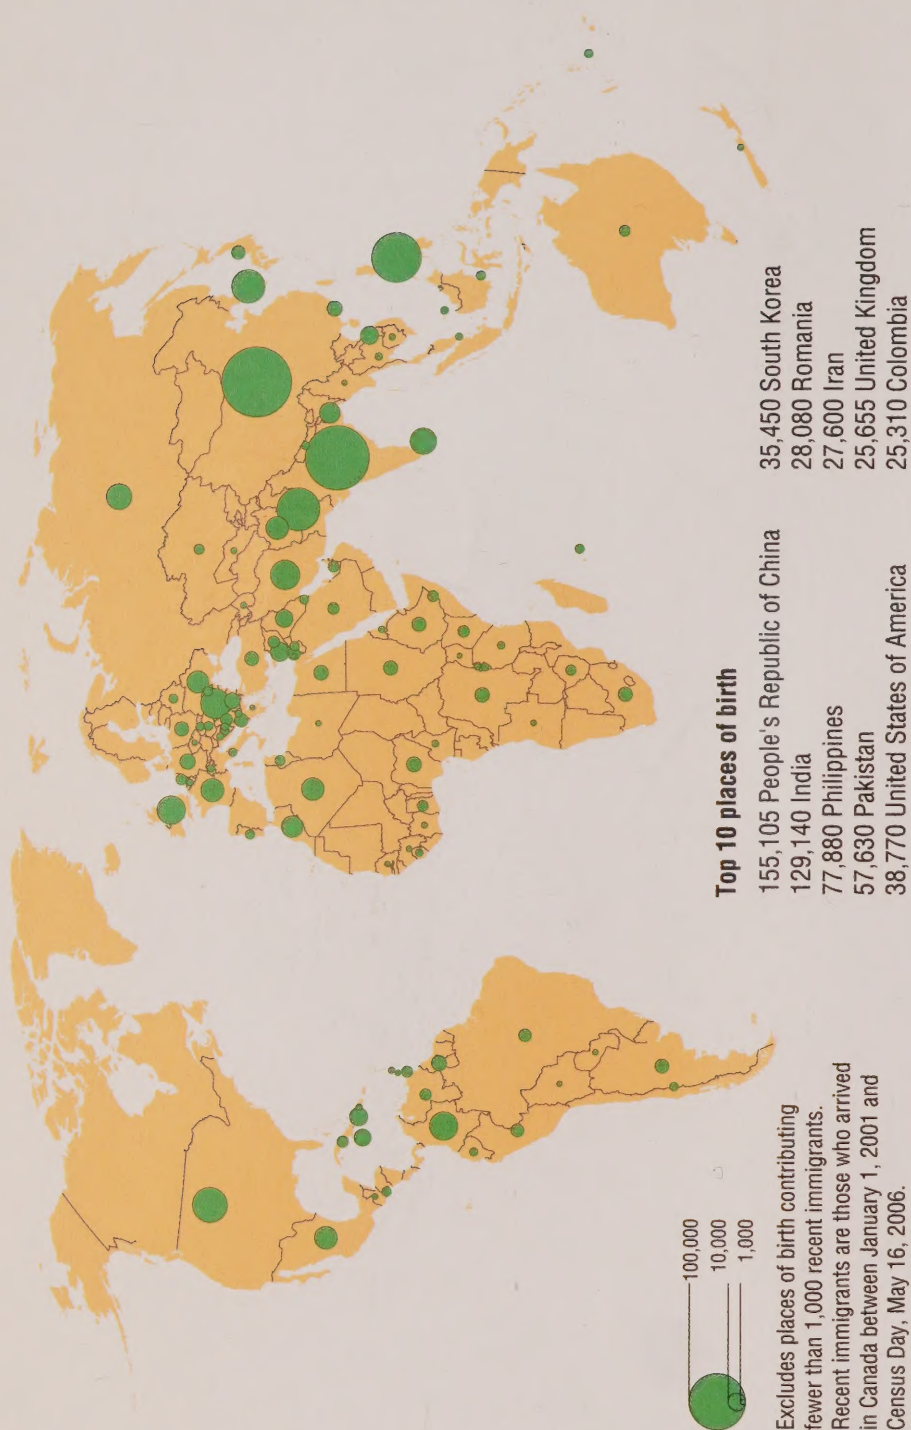 100,000
10,000
1,000
Excludes places of birth contributing
fewer than 1,000 recent immigrants.
Recent immigrants are those who arrived
in Canada between January 1, 2001 and
Census Day, May 16, 2006.
Top 10 places of birth
155,105 People's Republic of China
129,140 India
77,880 Philippines
57,630 Pakistan
38,770 United States of America
35,450 South Korea
28,080 Romania
27,600 Iran
25,655 United Kingdom
25,310 Colombia